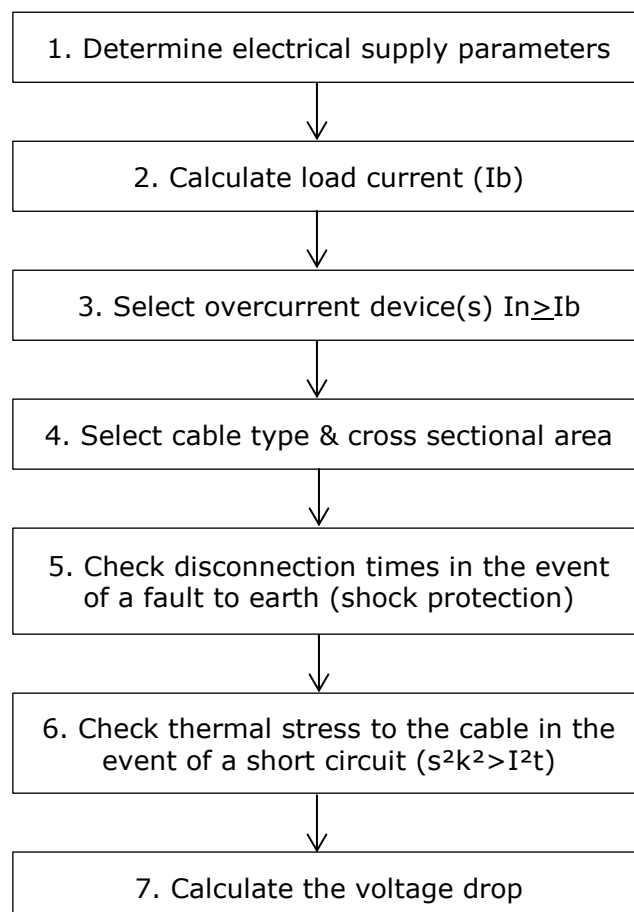 1. Determine electrical supply parameters
2. Calculate load current (Ib)
3. Select overcurrent device(s) In≥Ib
4. Select cable type & cross sectional area
5. Check disconnection times in the event
of a fault to earth (shock protection)
6. Check thermal stress to the cable in the
event of a short circuit (s²k²>I²t)
7. Calculate the voltage drop